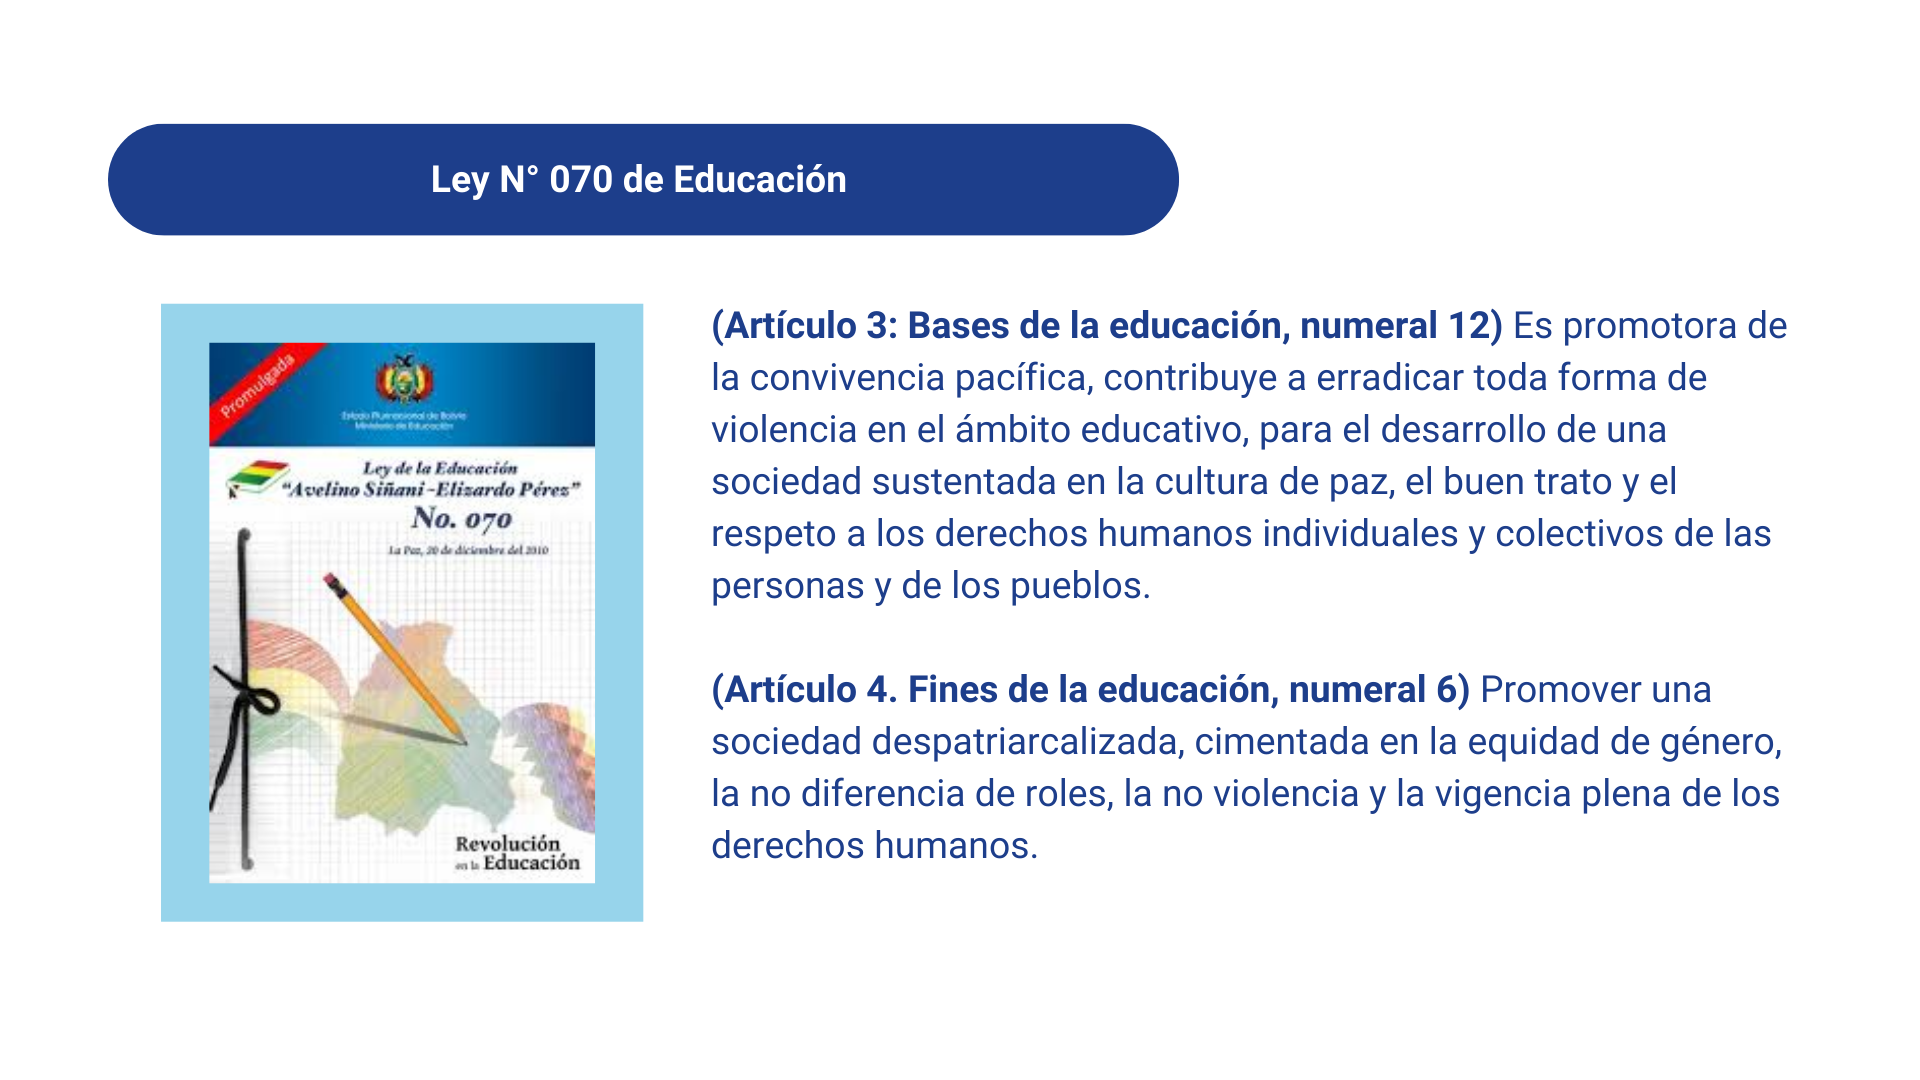 Ley N° 070 de Educación
Promulgada
Estado Plurinacional de Bolivia
Ministerio de Educación
Ley de la Educación
“Avelino Siñani -Elizardo Pérez”
No. 070
La Paz, 20 de diciembre del 2010
Revolución
en la Educación
(Artículo 3: Bases de la educación, numeral 12) Es promotora de
la convivencia pacífica, contribuye a erradicar toda forma de
violencia en el ámbito educativo, para el desarrollo de una
sociedad sustentada en la cultura de paz, el buen trato y el
respeto a los derechos humanos individuales y colectivos de las
personas y de los pueblos.
(Artículo 4. Fines de la educación, numeral 6) Promover una
sociedad despatriarcalizada, cimentada en la equidad de género,
la no diferencia de roles, la no violencia y la vigencia plena de los
derechos humanos.